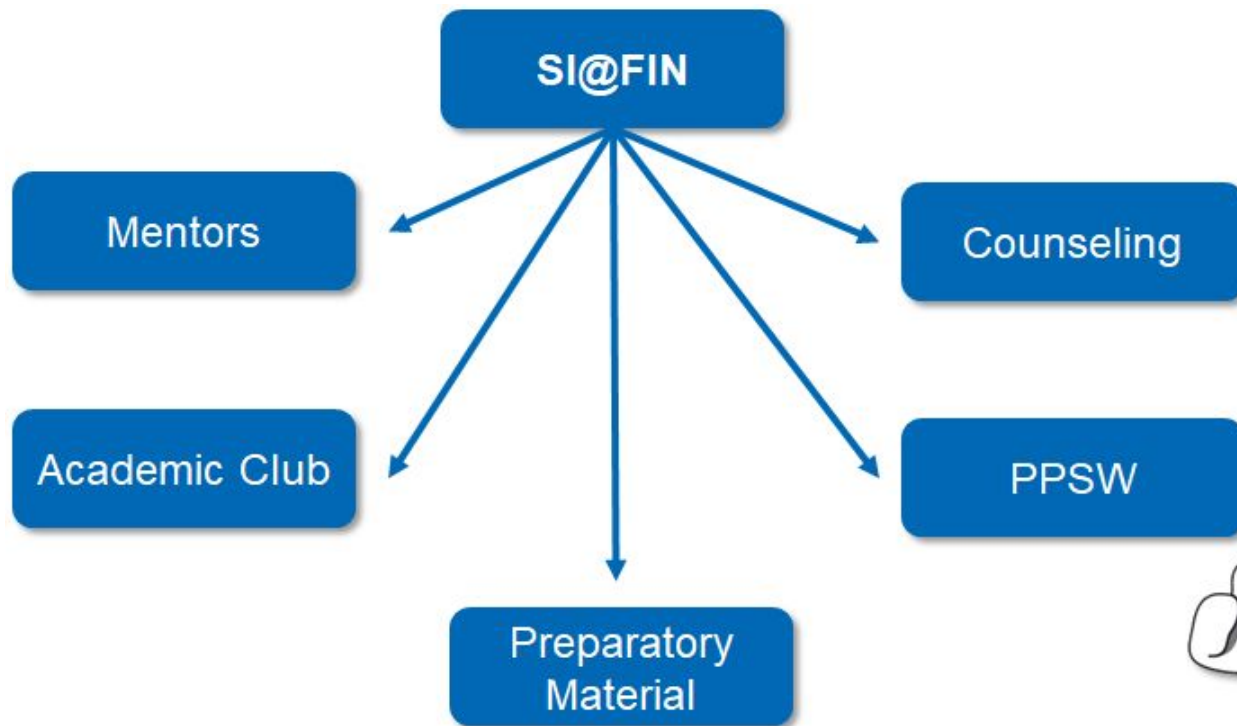 SI@FIN
Mentors
Counseling
Academic Club
PPSW
Preparatory
Material